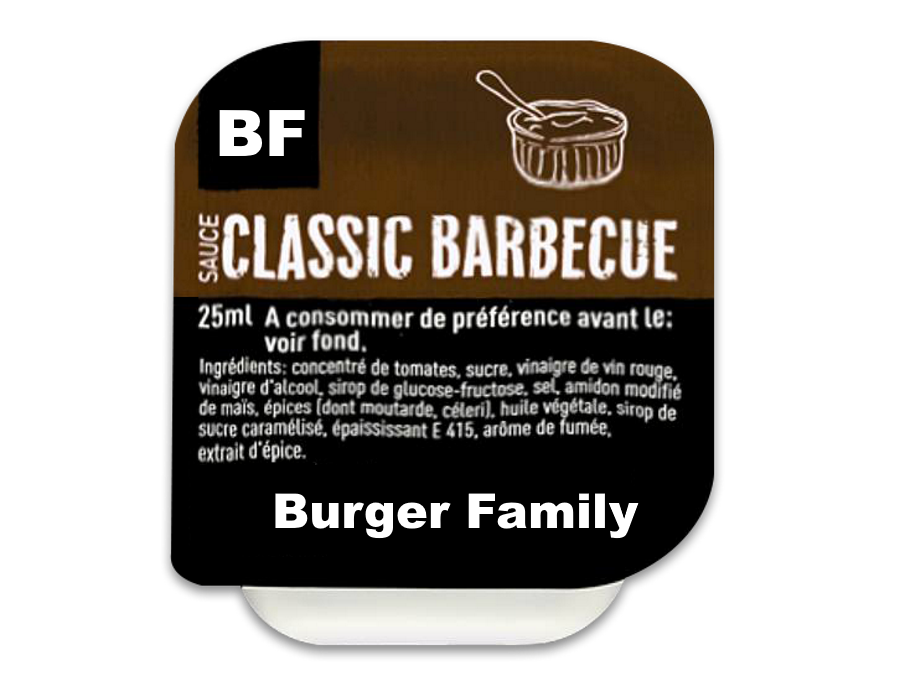 BF
SAUCE
CLASSIC BARBECUE
25ml A consommer de préférence avant le:
voir fond.
Ingrédients: concentré de tomates, sucre, vinaigre de vin rouge,
vinaigre d'alcool, sirop de glucose-fructose, sel, amidon modifié
de maïs, épices (dont moutarde, céleri), huile végétale, sirop de
sucre caramélisé, épaississant E 415, arôme de fumée,
extrait d'épice.
Burger Family